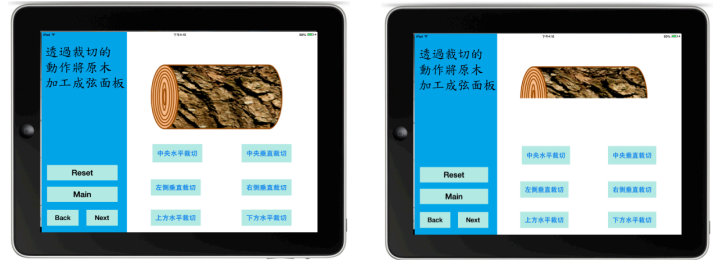 透過裁切的
動作將原木
加工成弦面板
中央水平裁切
中央垂直裁切
Reset
左側垂直裁切
右側垂直裁切
Main
Back
Next
上方水平裁切
下方水平裁切
透過裁切的
動作將原木
加工成弦面板
中央水平裁切
中央垂直裁切
Reset
左側垂直裁切
右側垂直裁切
Main
Back
Next
上方水平裁切
下方水平裁切